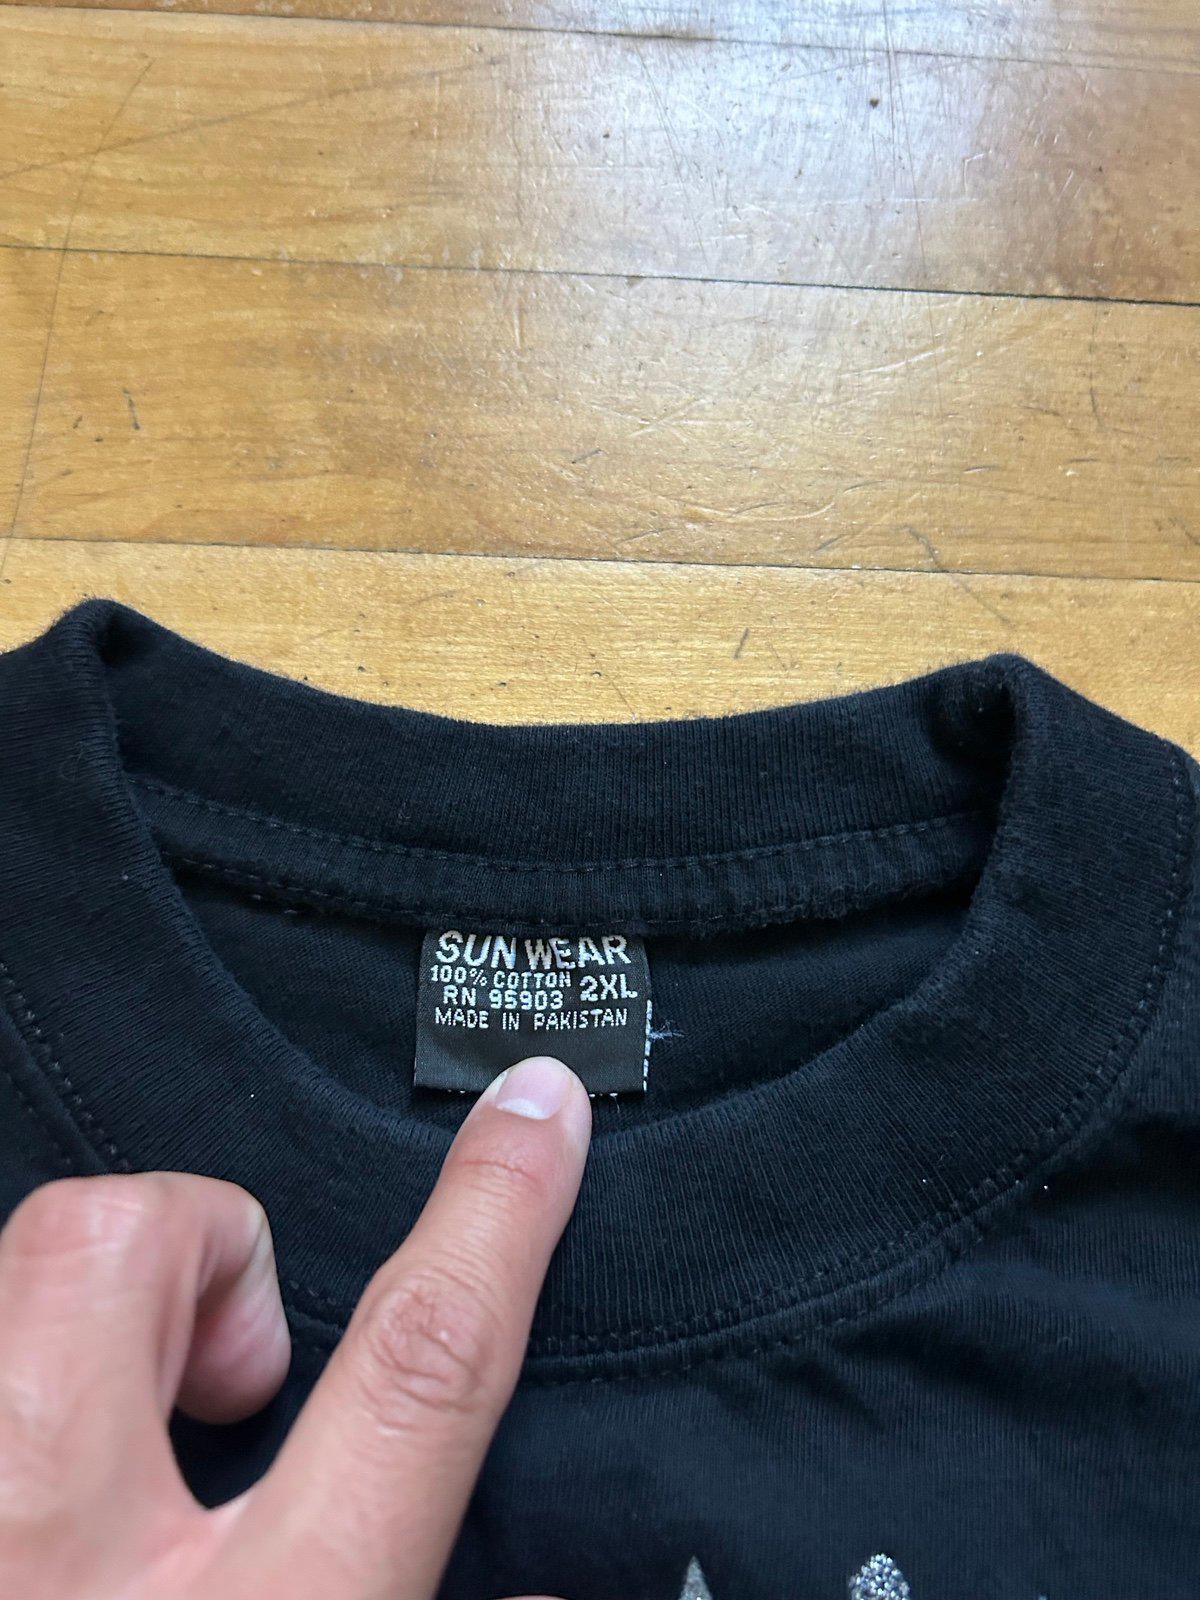 SUN WEAR
100% COTTON 2XL
RN 95903
MADE IN PAKISTAN